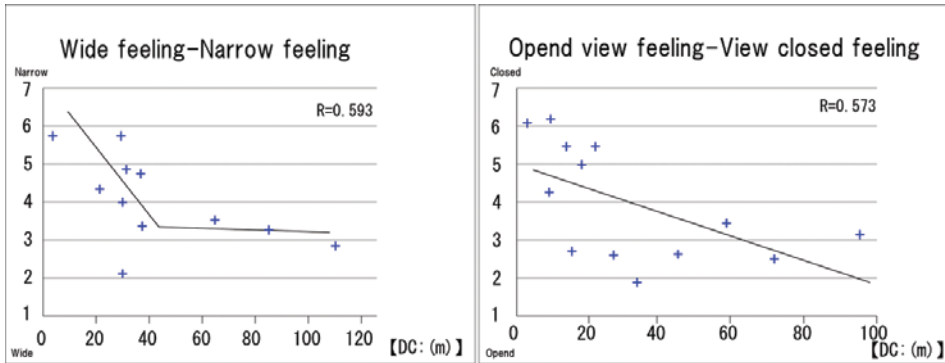 Wide feeling-Narrow feeling
Narrow
7
R=0.593
6
5
4
3
2
1
0 20 40 60 80 100 120
Wide
【DC: (m)】
Opend view feeling-View closed feeling
Closed
7
R=0.573
6
5
4
3
2
1
0 20 40 60 80 100
Opend
【DC: (m)】